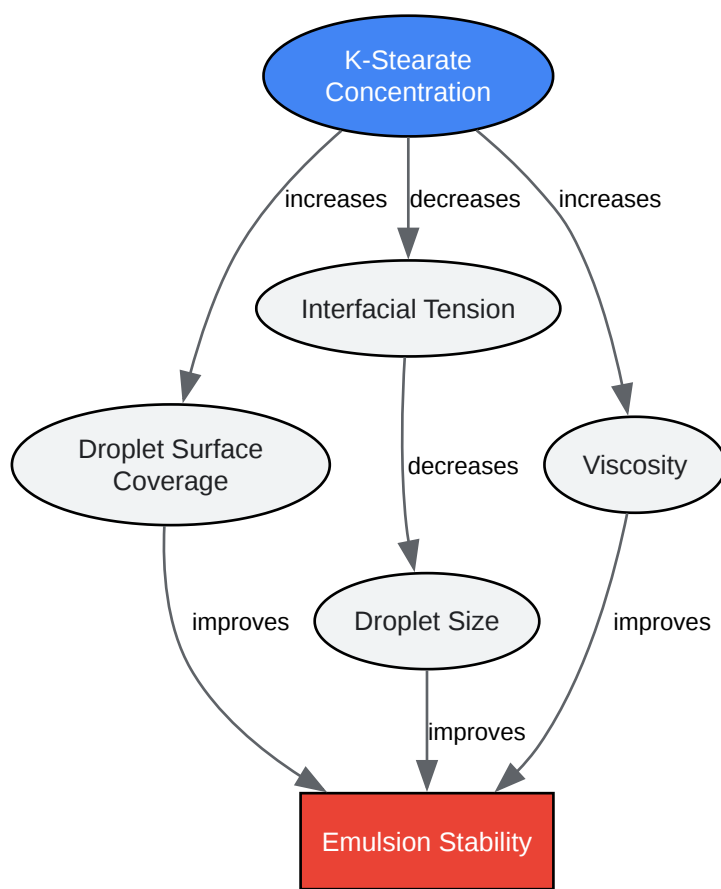 K-Stearate
Concentration
increases
decreases
increases
Interfacial Tension
Droplet Surface
Coverage
decreases
Viscosity
improves
Droplet Size
improves
improves
Emulsion Stability